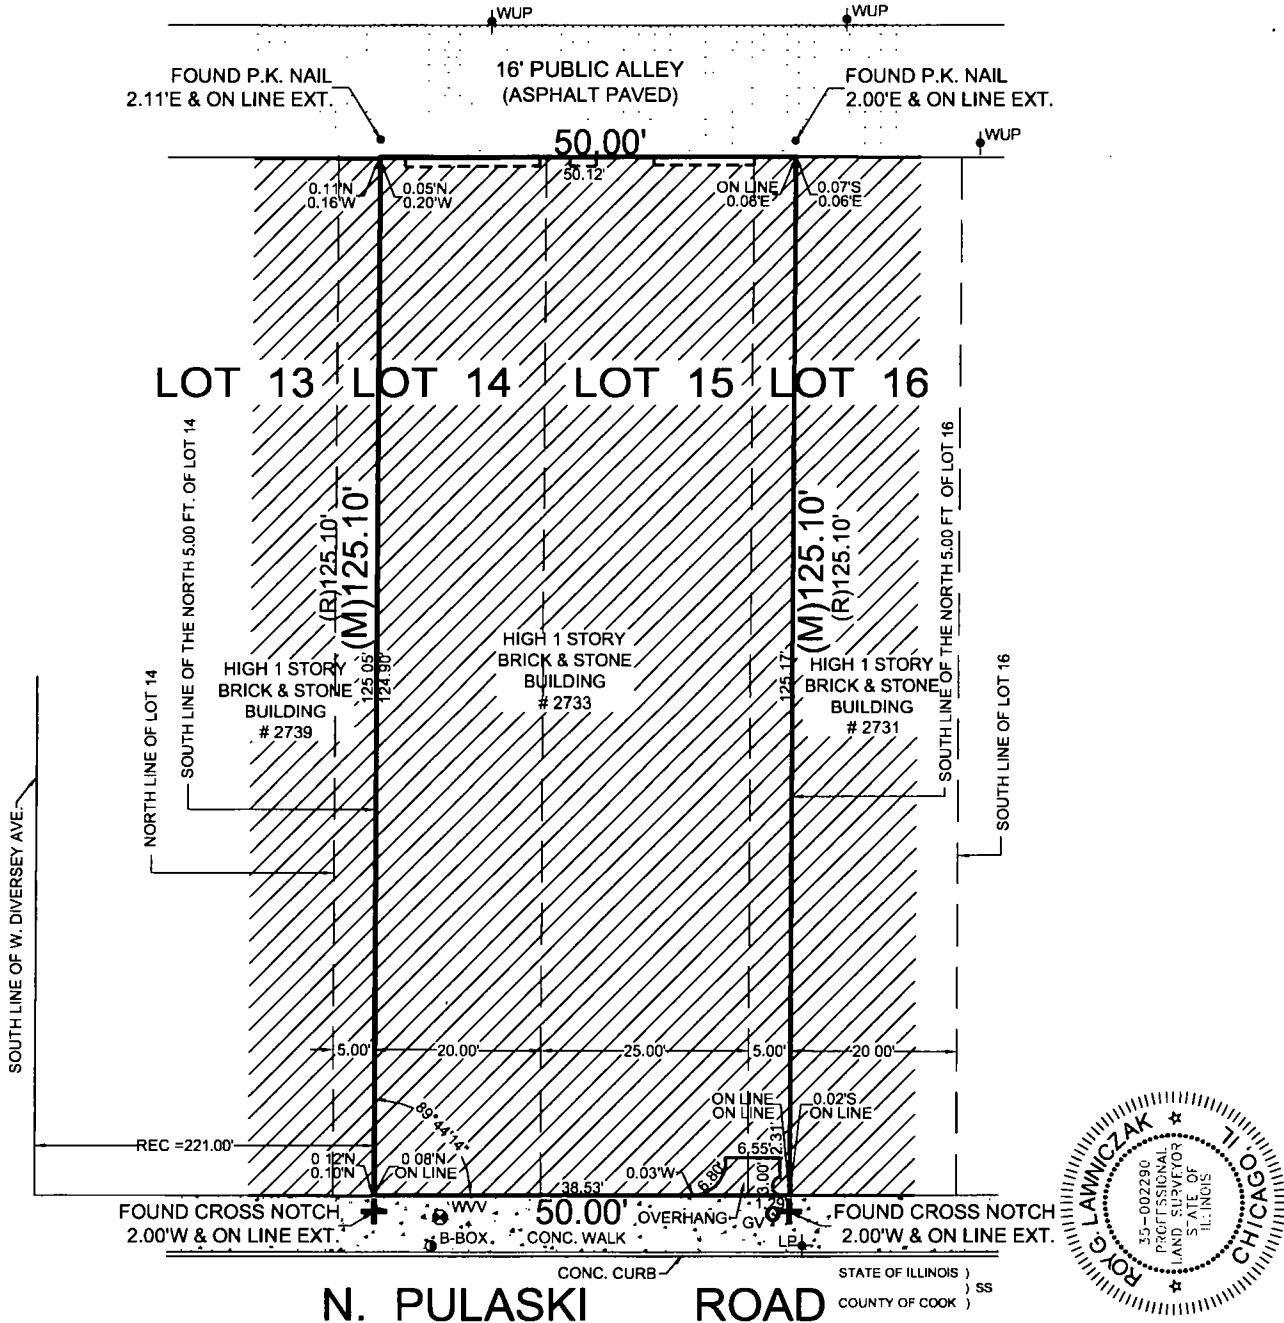 WUP
WUP
FOUND P.K. NAIL
2.11'E & ON LINE EXT.
16' PUBLIC ALLEY
(ASPHALT PAVED)
FOUND P.K. NAIL
2.00'E & ON LINE EXT.
WUP
50.00'
50.12'
0.11'N
0.16'W
0.05'N
0.20'W
ON LINE
0.06'E
0.07'S
0.06'E
LOT 13
LOT 14
LOT 15
LOT 16
SOUTH LINE OF THE NORTH 5.00 FT. OF LOT 14
(R)125.10'
(M)125.10'
125.05'
124.90'
(M)125.10'
(R)125.10'
125.17'
SOUTH LINE OF THE NORTH 5.00 FT. OF LOT 16
HIGH 1 STORY
BRICK & STONE
BUILDING
# 2739
HIGH 1 STORY
BRICK & STONE
BUILDING
# 2733
HIGH 1 STORY
BRICK & STONE
BUILDING
# 2731
NORTH LINE OF LOT 14
SOUTH LINE OF LOT 16
SOUTH LINE OF W. DIVERSEY AVE.
5.00'
20.00'
25.00'
5.00'
20 00'
89°44'14"
REC =221.00'
0.12'N
0.10'N
0.08'N
ON LINE
ON LINE
ON LINE
0.02'S
ON LINE
0.03'W
6.80'
6.55'
2.31'
3.00'
38.53'
FOUND CROSS NOTCH
2.00'W & ON LINE EXT.
WVV
B-BOX
50.00'
CONC. WALK
OVERHANG
GV
LP
FOUND CROSS NOTCH
2.00'W & ON LINE EXT.
CONC. CURB
N. PULASKI ROAD
STATE OF ILLINOIS )
) SS
COUNTY OF COOK )
ROY G. LAWNICZAK
CHICAGO, IL
35-002290
PROFESSIONAL
LAND SURVEYOR
STATE OF
ILLINOIS